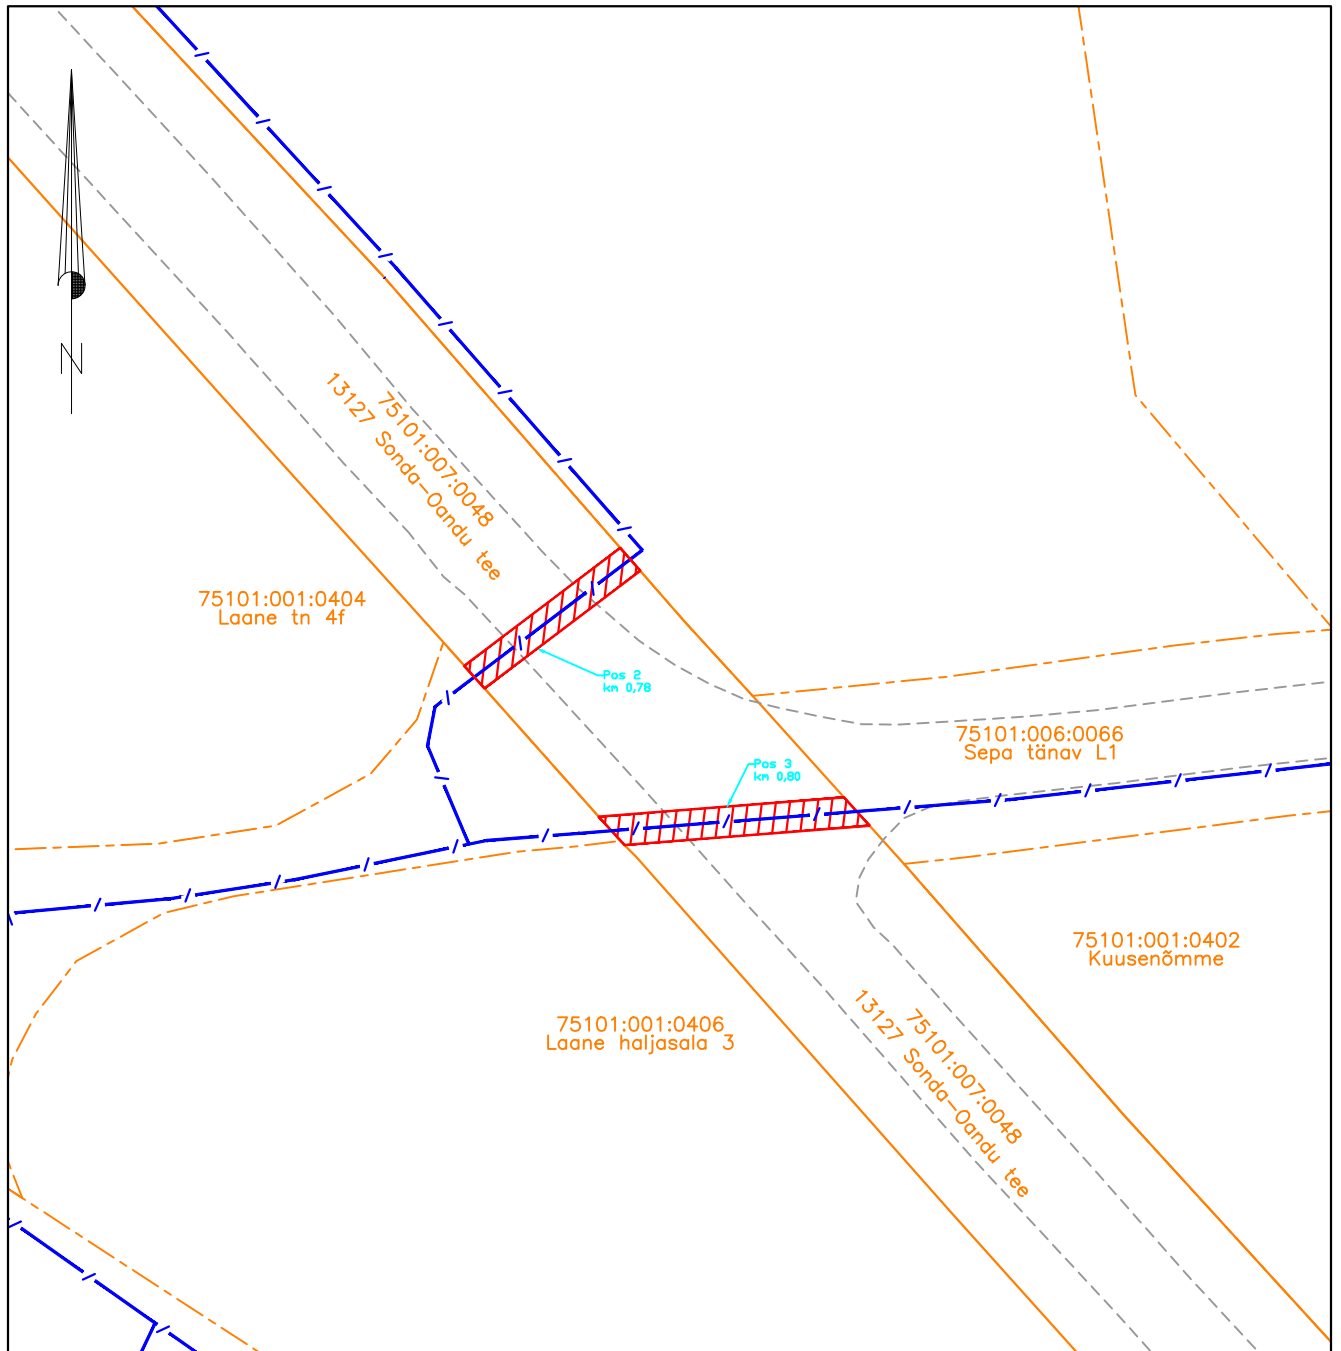 N
75101:007:0048
13127 Sonda-Oandu tee
75101:001:0404
Laane tn 4f
Pos 2
km 0,78
75101:006:0066
Sepa tänav L1
Pos 3
km 0,80
75101:001:0402
Kuusenõmme
75101:001:0406
Laane haljasala 3
75101:007:0048
13127 Sonda-Oandu tee